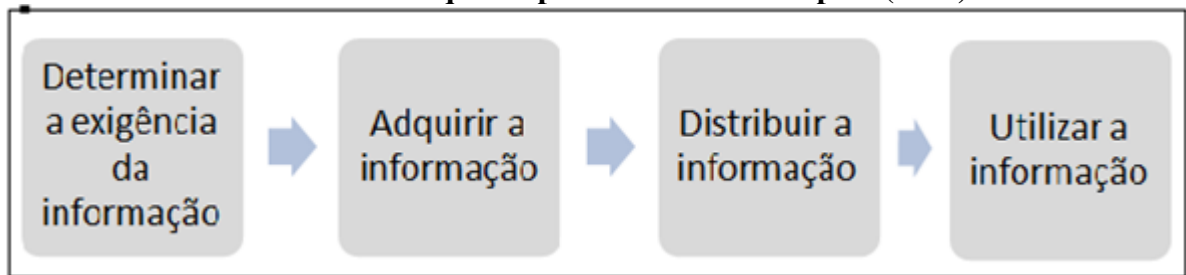 Determinar
a exigência
da
informação
Adquirir a
informação
Distribuir a
informação
Utilizar a
informação